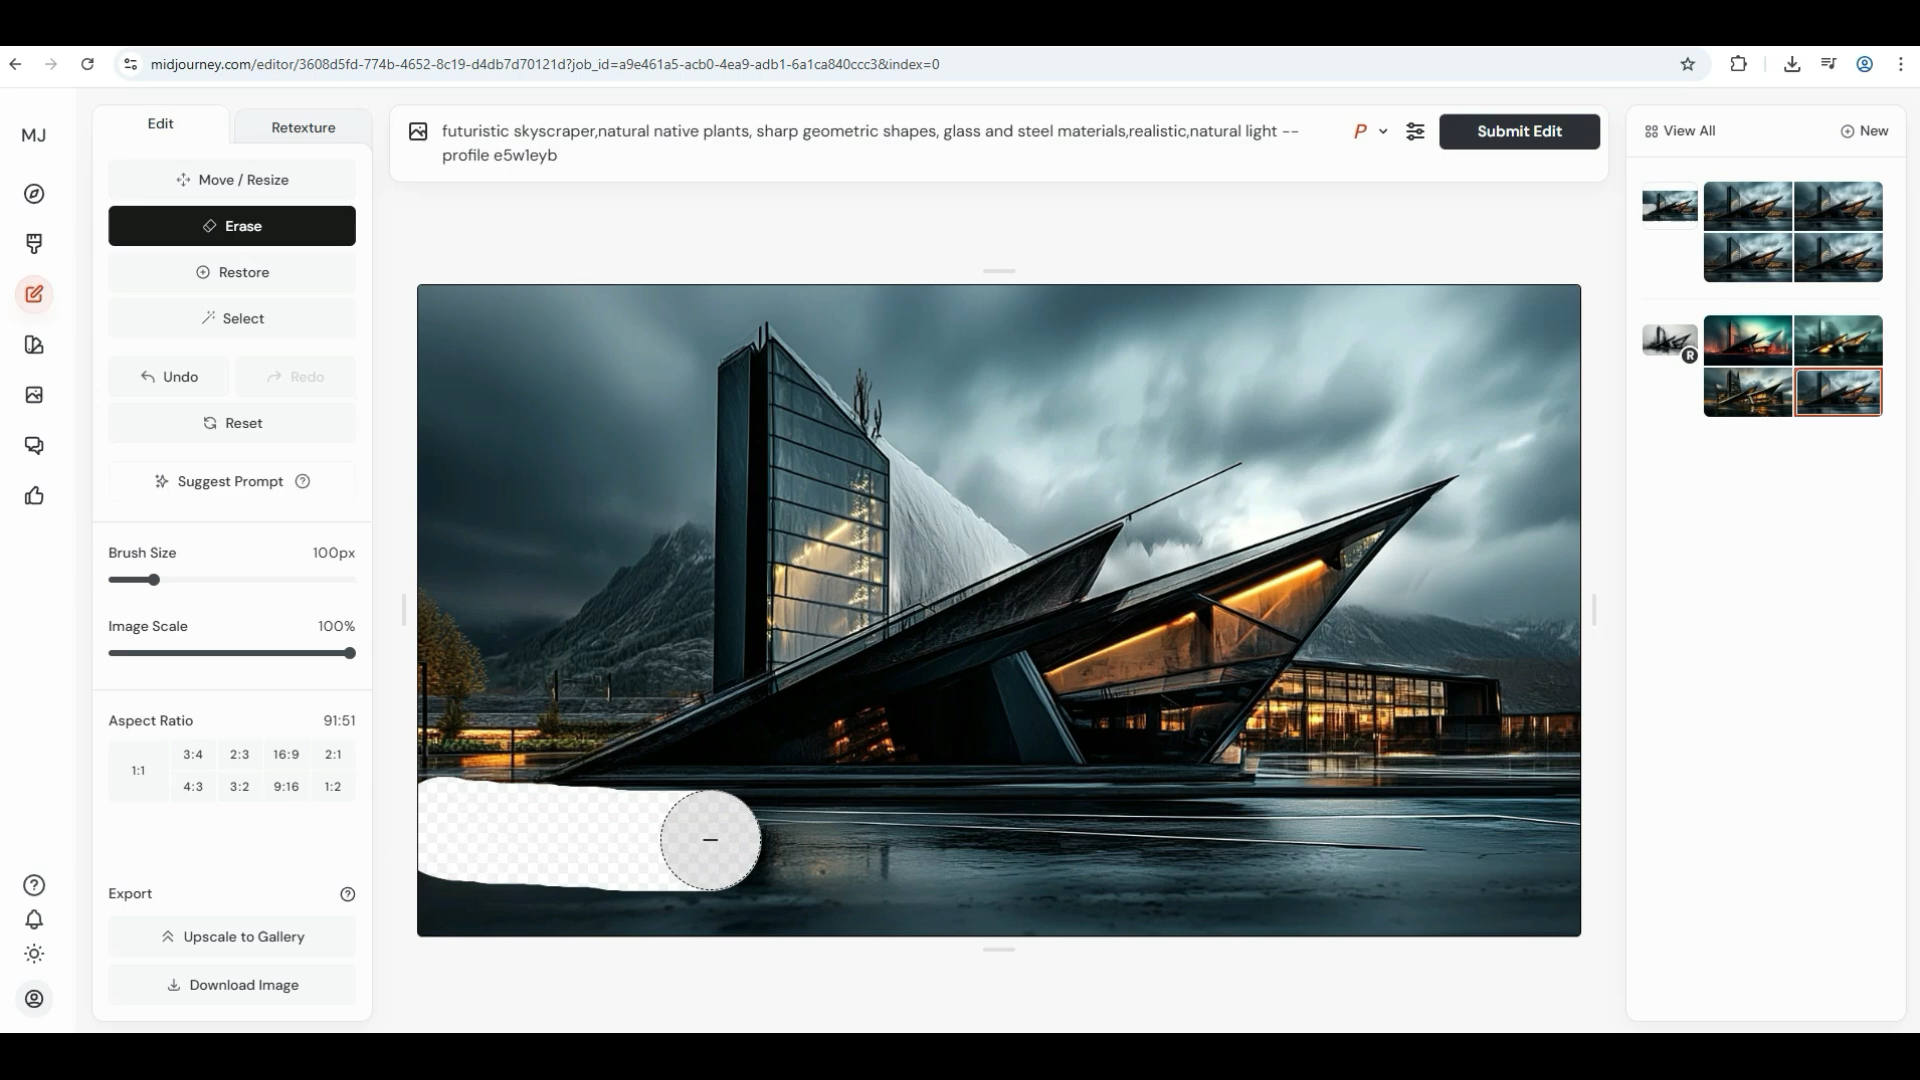 midjourney.com/editor/3608d5fd-774b-4652-8c19-d4db7d70121d?job_id=a9e461a5-acb0-4ea9-adb1-6a1ca840ccc3&index=0
MJ
Edit
Retexture
Move / Resize
Erase
Restore
Select
Undo
Redo
Reset
Suggest Prompt
Brush Size 100px
Image Scale 100%
Aspect Ratio 91:51
1:1
3:4 2:3 16:9 2:1
4:3 3:2 9:16 1:2
Export
Upscale to Gallery
Download Image
futuristic skyscraper,natural native plants, sharp geometric shapes, glass and steel materials,realistic,natural light --
profile e5w1eyb
P
Submit Edit
View All
New
R